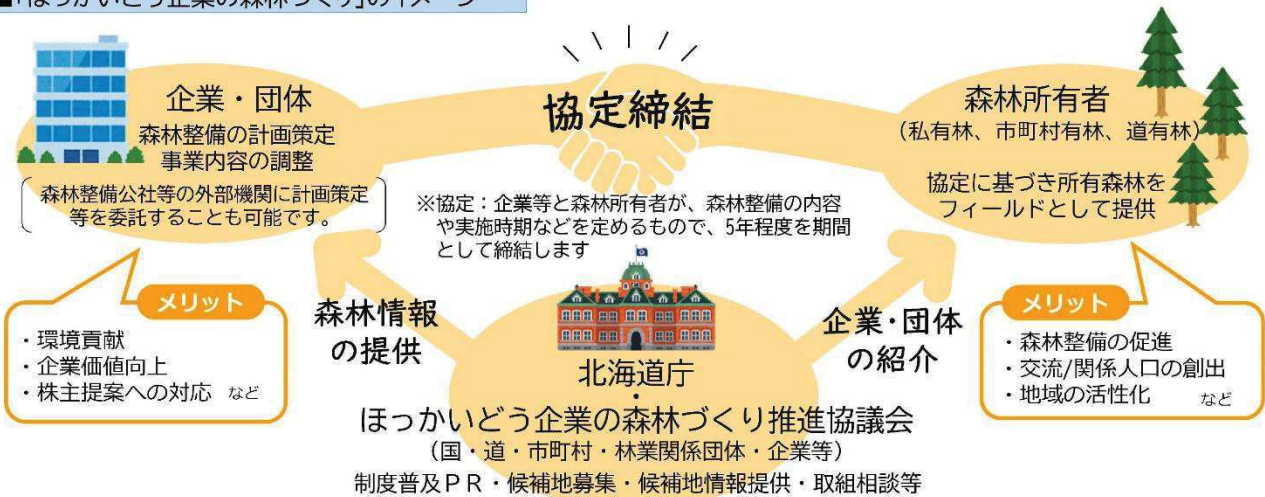 ■「ほっかいどう企業の森林づくり」のイメージ
企業・団体
森林整備の計画策定
事業内容の調整
森林整備公社等の外部機関に計画策定
等を委託することも可能です。
協定締結
※協定：企業等と森林所有者が、森林整備の内容
や実施時期などを定めるもので、5年程度を期間
として締結します
森林所有者
（私有林、市町村有林、道有林）
協定に基づき所有森林を
フィールドとして提供
メリット
・環境貢献
・企業価値向上
・株主提案への対応 など
森林情報
の提供
企業・団体
の紹介
メリット
・森林整備の促進
・交流/関係人口の創出
・地域の活性化 など
北海道庁
・
ほっかいどう企業の森林づくり推進協議会
（国・道・市町村・林業関係団体・企業等）
制度普及ＰＲ・候補地募集・候補地情報提供・取組相談等